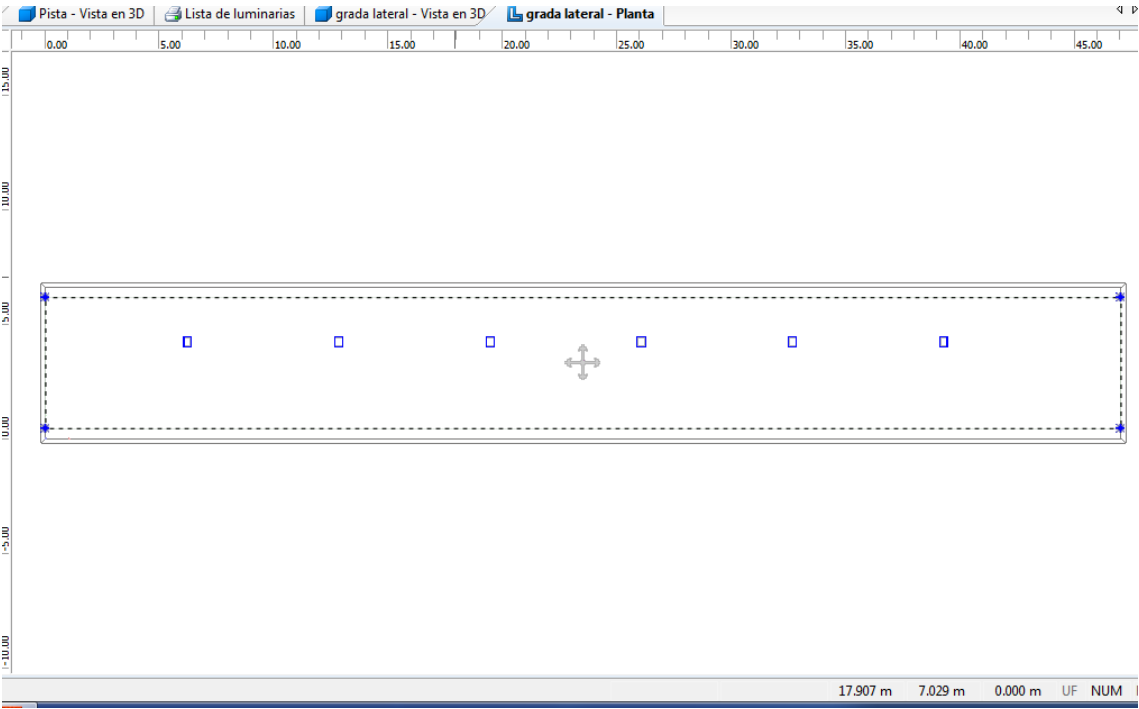 Pista - Vista en 3D Lista de luminarias grada lateral - Vista en 3D grada lateral - Planta
0.00 5.00 10.00 15.00 20.00 25.00 30.00 35.00 40.00 45.00
15.00
10.00
5.00
0.00
-5.00
-10.00
17.907 m 7.029 m 0.000 m UF NUM